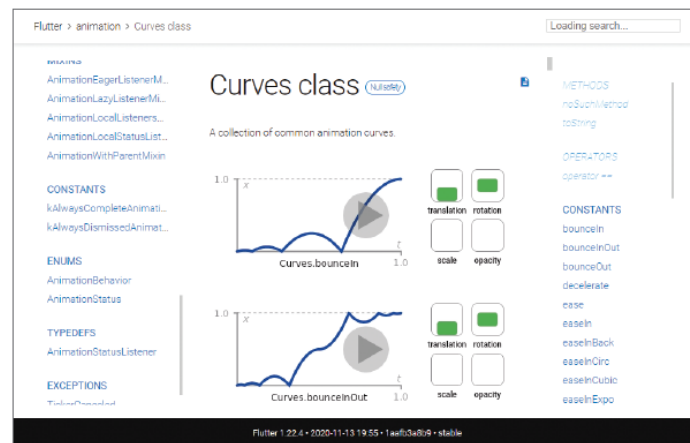 Flutter > animation > Curves class
Loading search...
MIXINS
AnimationEagerListenerM...
AnimationLazyListenerMi...
AnimationLocalListeners...
AnimationLocalStatusList...
AnimationWithParentMixin
CONSTANTS
kAlwaysCompleteAnimati...
kAlwaysDismissedAnimat...
ENUMS
AnimationBehavior
AnimationStatus
TYPEDEFS
AnimationStatusListener
EXCEPTIONS
TickerCanceled
Curves class Null safety
A collection of common animation curves.
1.0 x
t
Curves.bounceIn 1.0
translation rotation
scale opacity
1.0 x
t
Curves.bounceInOut 1.0
translation rotation
scale opacity
METHODS
noSuchMethod
toString
OPERATORS
operator ==
CONSTANTS
bounceIn
bounceInOut
bounceOut
decelerate
ease
easeIn
easeInBack
easeInCirc
easeInCubic
easeInExpo
Flutter 1.22.4 • 2020-11-13 19:55 • 1aafb3a8b9 • stable